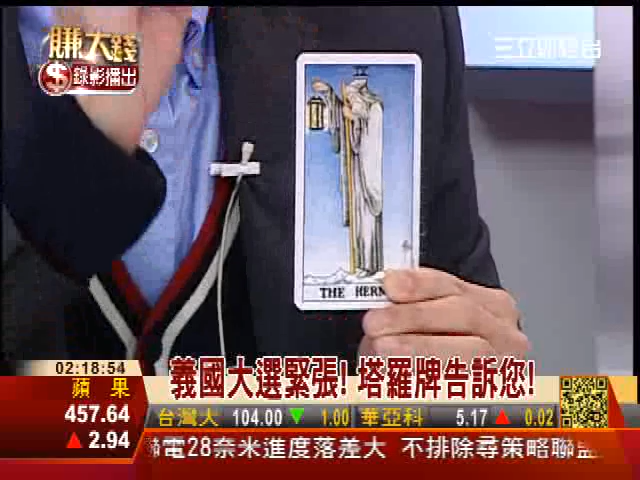 賺大錢
三立財經台
$錄影播出
THE HERM
02:18:54
義國大選緊張! 塔羅牌告訴您!
蘋果
457.64
▲2.94
台灣大 104.00 ▼ 1.00 華亞科 5.17 ▲ 0.02
聯電28奈米進度落差大 不排除尋策略聯盟